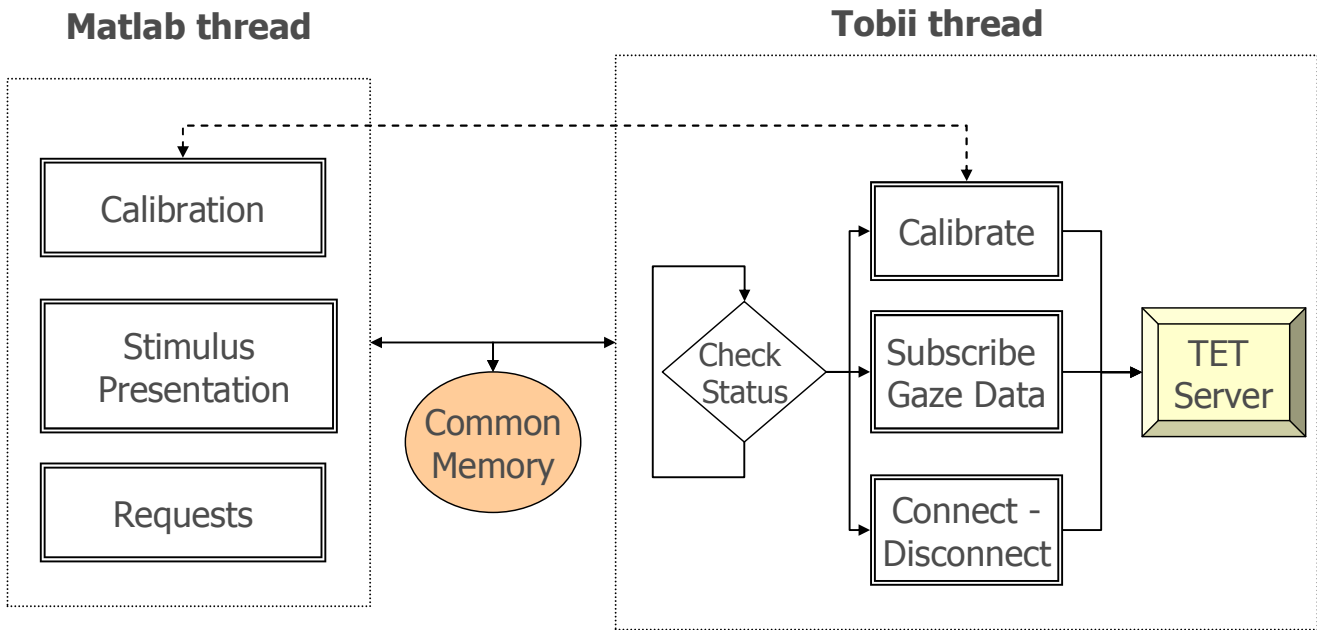 Matlab thread
Tobii thread
Calibration
Stimulus
Presentation
Requests
Common
Memory
Check
Status
Calibrate
Subscribe
Gaze Data
Connect -
Disconnect
TET
Server